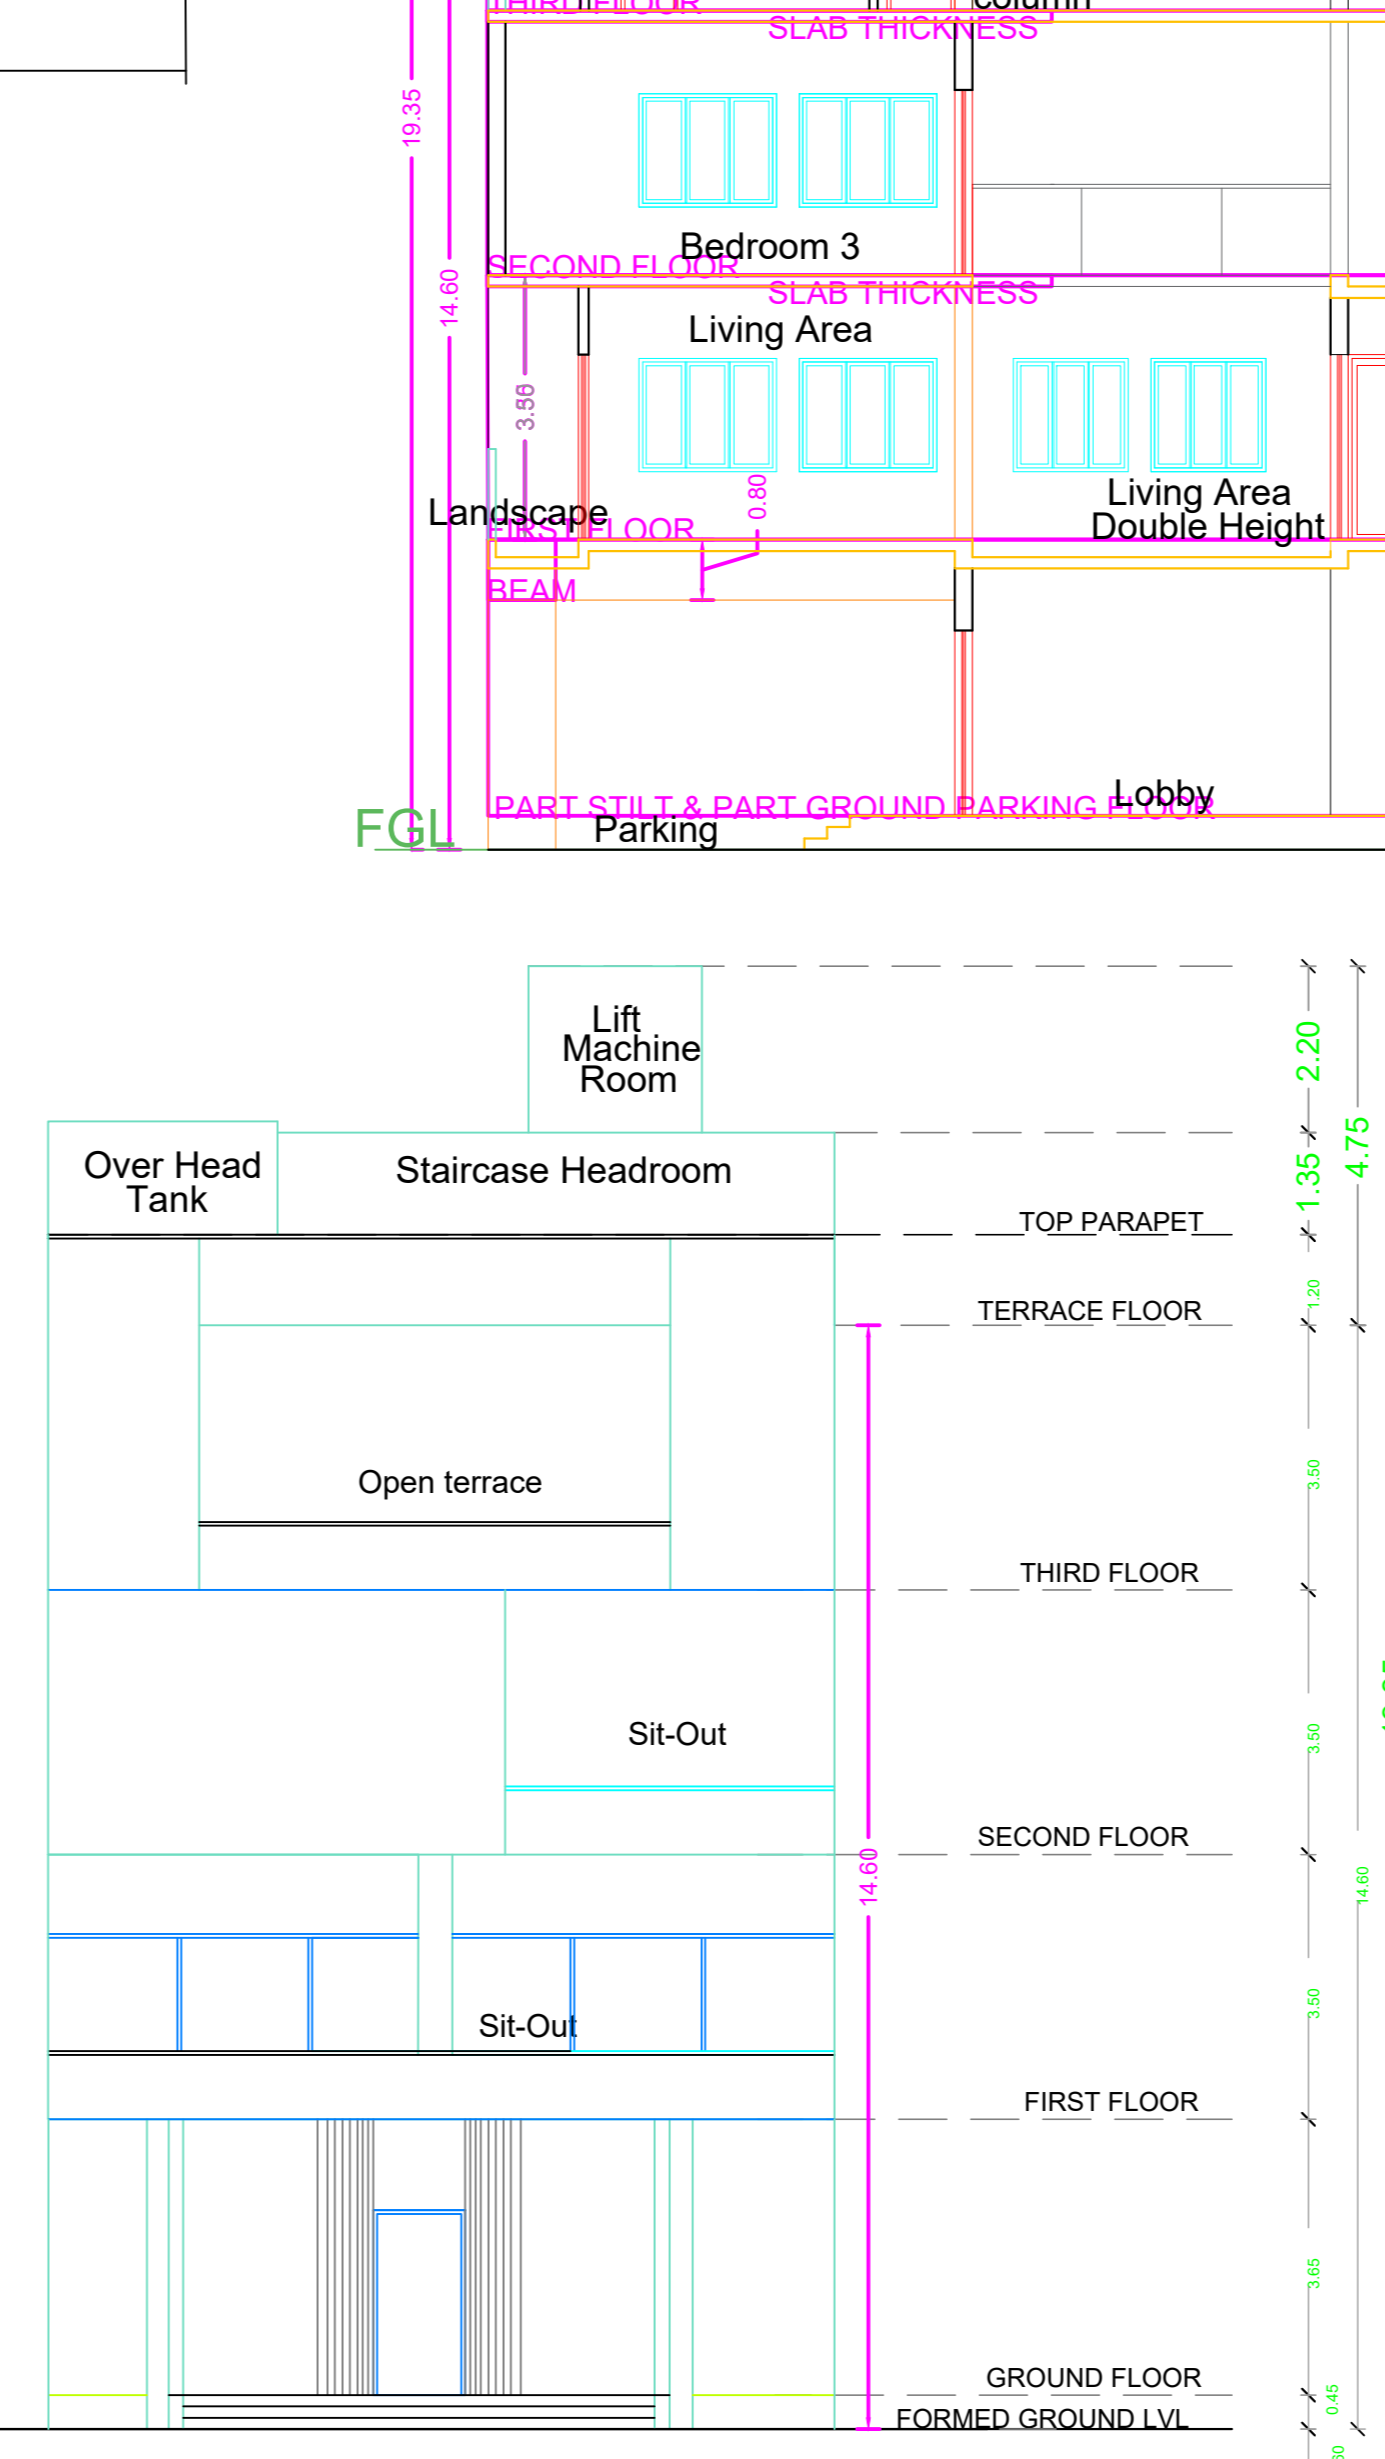 THIRD FLOOR
column
SLAB THICKNESS
19.35
Bedroom 3
SECOND FLOOR
14.60
SLAB THICKNESS
Living Area
0.80
Living Area
Double Height
Landscape
FIRST FLOOR
BEAM
Lobby
PART STILT & PART GROUND PARKING FLOOR
FGL
Parking
Lift
Machine
Room
2.20
Over Head
Tank
Staircase Headroom
1.35
4.75
TOP PARAPET
1.20
TERRACE FLOOR
Open terrace
3.50
THIRD FLOOR
Sit-Out
3.50
SECOND FLOOR
14.60
14.60
Sit-Out
3.50
FIRST FLOOR
3.65
GROUND FLOOR
0.45
FORMED GROUND LVL